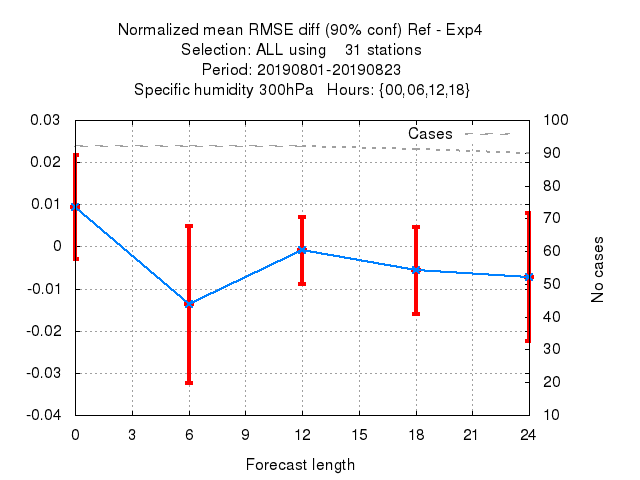 Normalized mean RMSE diff (90% conf) Ref - Exp4
Selection: ALL using 31 stations
Period: 20190801-20190823
Specific humidity 300hPa Hours: {00,06,12,18}
0.03
0.02
0.01
0
-0.01
-0.02
-0.03
-0.04
Cases
100
90
80
70
60
50
40
30
20
10
No cases
0 3 6 9 12 15 18 21 24
Forecast length